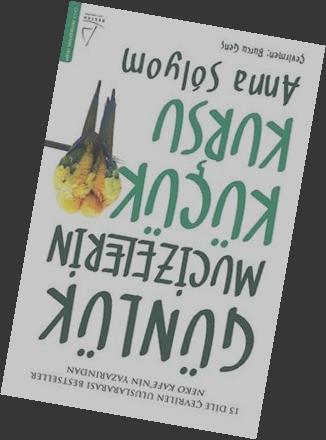 15 DİLE ÇEVRİLEN ULUSLARARASI BESTSELLER
NEKO KAFE'NİN YAZARINDAN
GÜNLÜK
MUCİZELERİN
KÜÇÜK
KURSU
Anna Sólyom
Çevirmen: Burcu Genç